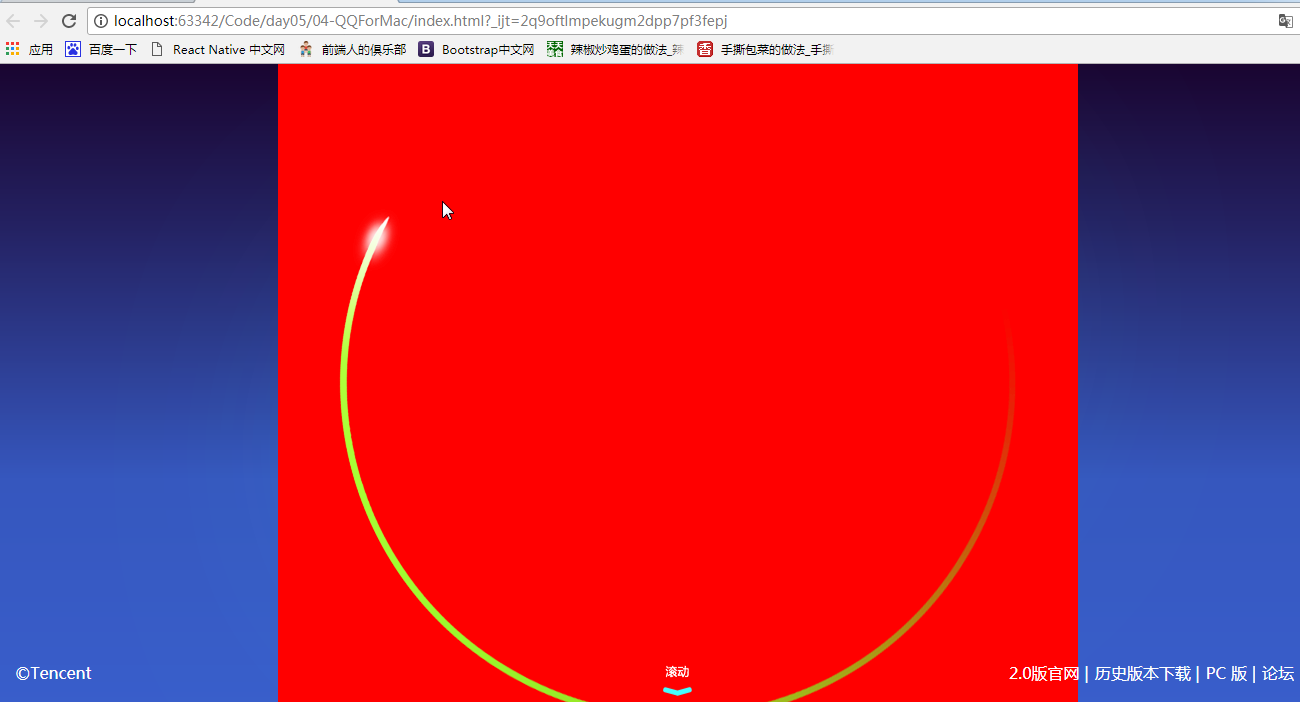 localhost:63342/Code/day05/04-QQForMac/index.html?_ijt=2q9oftlmpekugm2dpp7pf3fepj
应用 百度一下 React Native 中文网 前端人的俱乐部 B Bootstrap中文网 辣椒炒鸡蛋的做法_辣 香 手撕包菜的做法_手撕
滚动
©Tencent 2.0版官网 | 历史版本下载 | PC 版 | 论坛